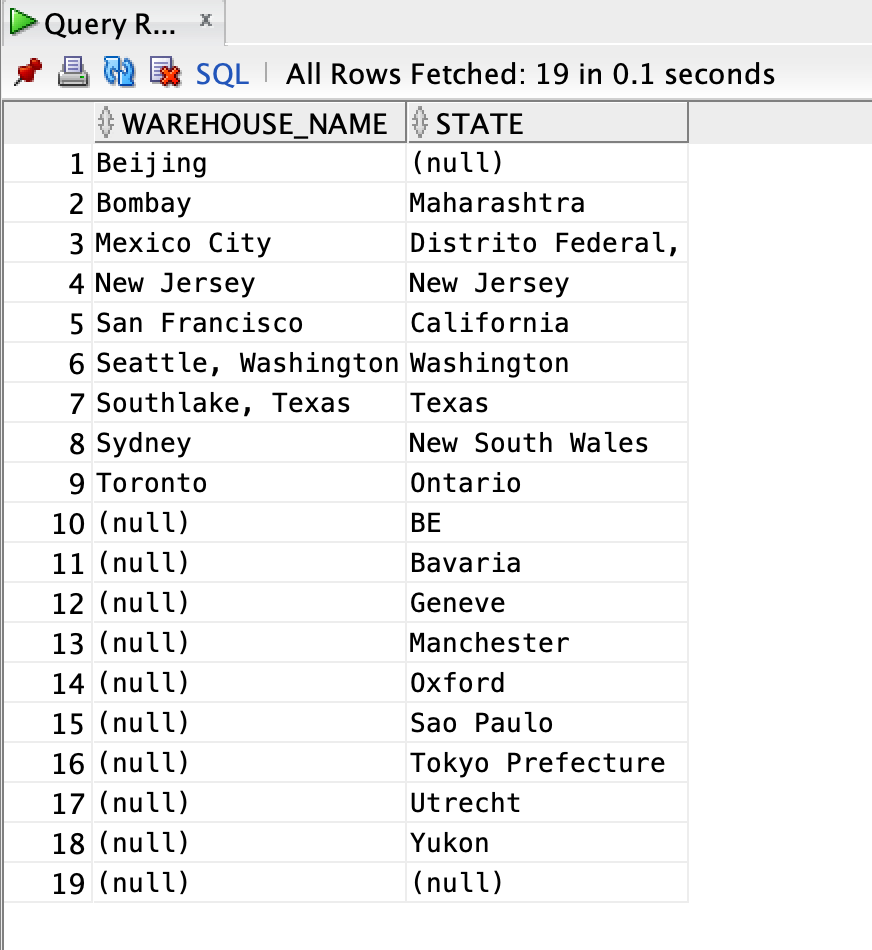 Query R... x
SQL | All Rows Fetched: 19 in 0.1 seconds
WAREHOUSE_NAME STATE
1 Beijing (null)
2 Bombay Maharashtra
3 Mexico City Distrito Federal,
4 New Jersey New Jersey
5 San Francisco California
6 Seattle, Washington Washington
7 Southlake, Texas Texas
8 Sydney New South Wales
9 Toronto Ontario
10 (null) BE
11 (null) Bavaria
12 (null) Geneve
13 (null) Manchester
14 (null) Oxford
15 (null) Sao Paulo
16 (null) Tokyo Prefecture
17 (null) Utrecht
18 (null) Yukon
19 (null) (null)